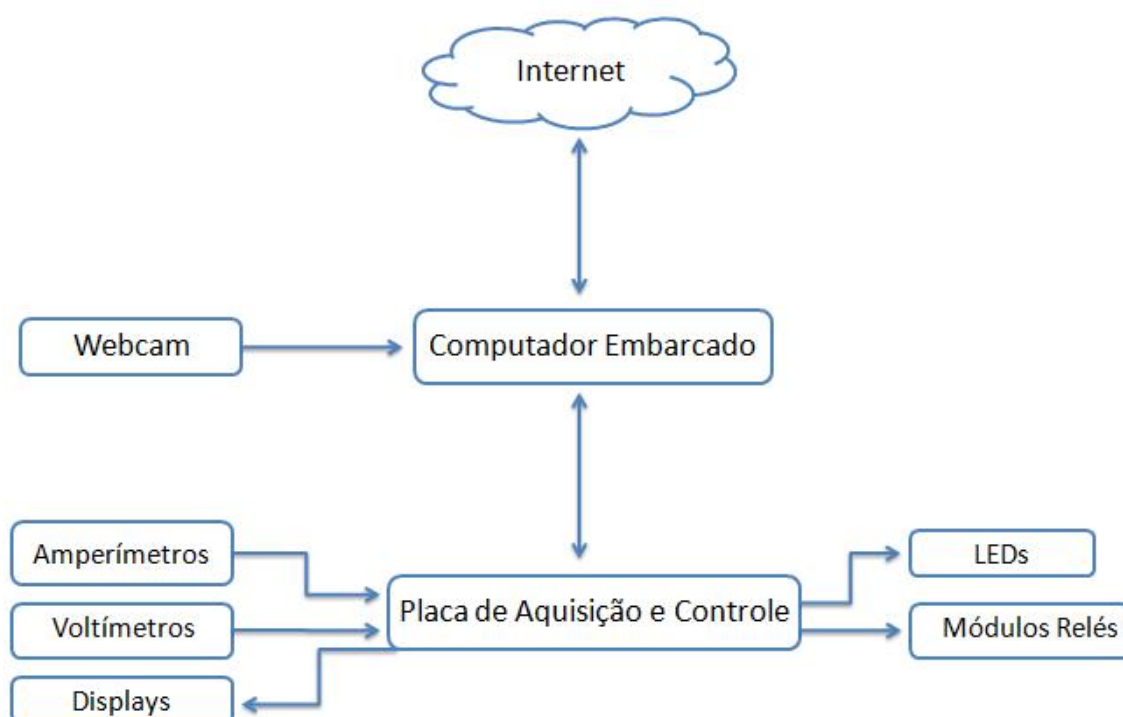 Internet
Webcam
Computador Embarcado
Amperímetros
LEDs
Placa de Aquisição e Controle
Voltímetros
Módulos Relés
Displays